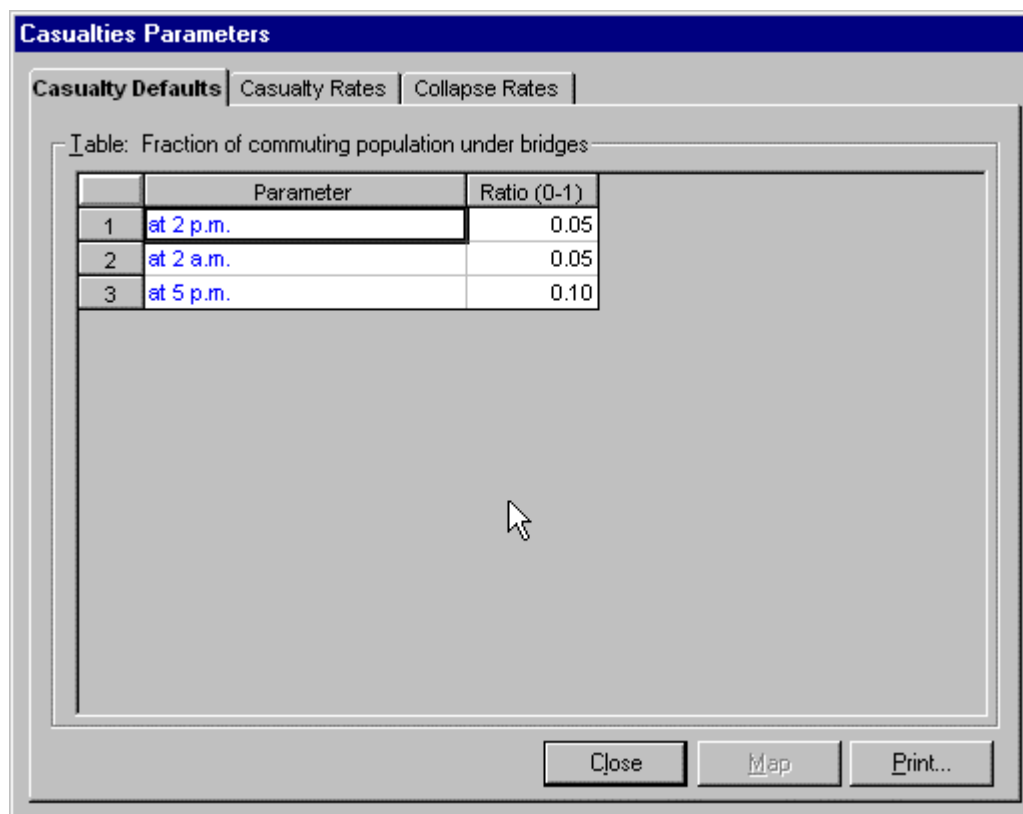 Casualties Parameters
Casualty Defaults Casualty Rates Collapse Rates
Table: Fraction of commuting population under bridges
Parameter Ratio (0-1)
1 at 2 p.m. 0.05
2 at 2 a.m. 0.05
3 at 5 p.m. 0.10
Close Map Print...